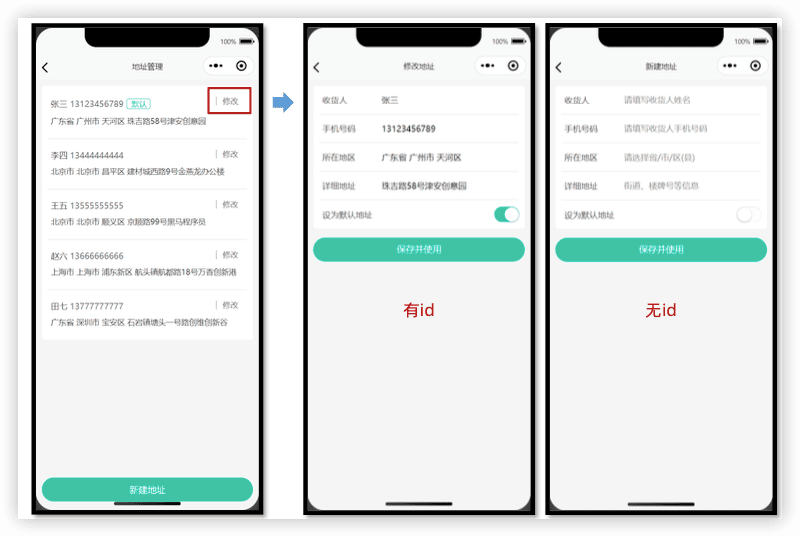 100%
地址管理
张三 13123456789 默认 修改
广东省 广州市 天河区 珠吉路58号津安创意园
李四 13444444444 修改
北京市 北京市 昌平区 建材城西路9号金燕龙办公楼
王五 13555555555 修改
北京市 北京市 顺义区 京顺路99号黑马程序员
赵六 13666666666 修改
上海市 上海市 浦东新区 航头镇航都路18号万香创新港
田七 13777777777 修改
广东省 深圳市 宝安区 石岩镇塘头一号路创维创新谷
新建地址
100%
修改地址
收货人 张三
手机号码 13123456789
所在地区 广东省 广州市 天河区
详细地址 珠吉路58号津安创意园
设为默认地址
保存并使用
有id
100%
新建地址
收货人 请填写收货人姓名
手机号码 请填写收货人手机号码
所在地区 请选择省/市/区(县)
详细地址 街道、楼牌号等信息
设为默认地址
保存并使用
无id